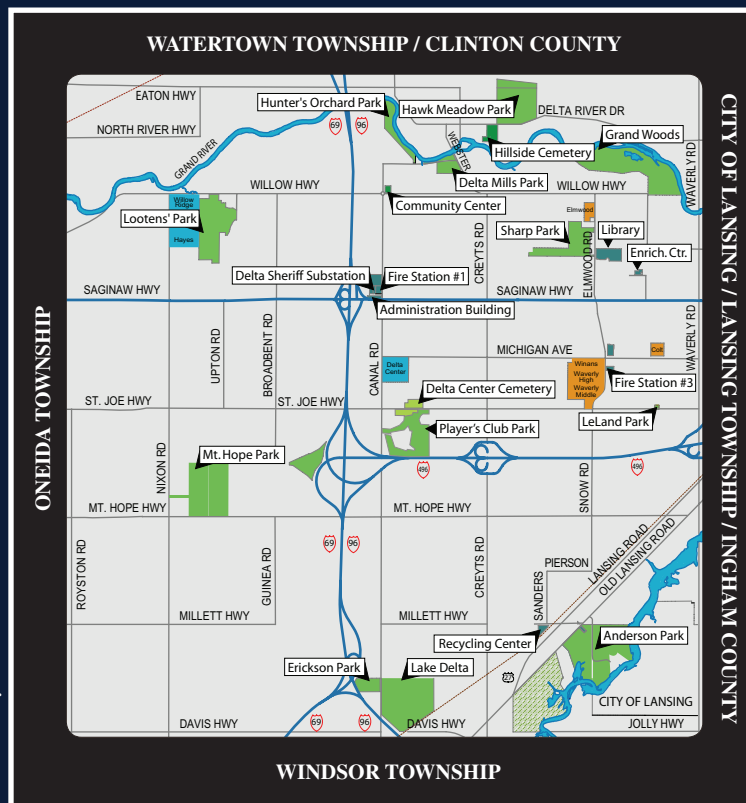 WATERTOWN TOWNSHIP / CLINTON COUNTY
EATON HWY
Hunter's Orchard Park
Hawk Meadow Park
DELTA RIVER DR
NORTH RIVER HWY
69
96
WEBSTER
Grand Woods
GRAND RIVER
Hillside Cemetery
WAVERLY RD
Delta Mills Park
WILLOW HWY
WILLOW HWY
Willow
Ridge
Community Center
Elmwood
Lootens' Park
Sharp Park
Library
Hayes
CREYTS RD
ELMWOOD RD
Enrich. Ctr.
Delta Sheriff Substation
Fire Station #1
SAGINAW HWY
SAGINAW HWY
Administration Building
UPTON RD
BROADBENT RD
CANAL RD
WAVERLY RD
MICHIGAN AVE
Colt
Delta
Center
Winans
Waverly
High
Waverly
Middle
Fire Station #3
Delta Center Cemetery
ST. JOE HWY
ST. JOE HWY
LeLand Park
Player's Club Park
Mt. Hope Park
NIXON RD
496
496
SNOW RD
MT. HOPE HWY
MT. HOPE HWY
69
96
LANSING ROAD
OLD LANSING ROAD
ROYSTON RD
GUINEA RD
CREYTS RD
PIERSON
SANDERS
MILLETT HWY
MILLETT HWY
Recycling Center
Anderson Park
Erickson Park
Lake Delta
CITY OF LANSING
69
96
DAVIS HWY
DAVIS HWY
JOLLY HWY
ONEIDA TOWNSHIP
CITY OF LANSING / LANSING TOWNSHIP / INGHAM COUNTY
WINDSOR TOWNSHIP